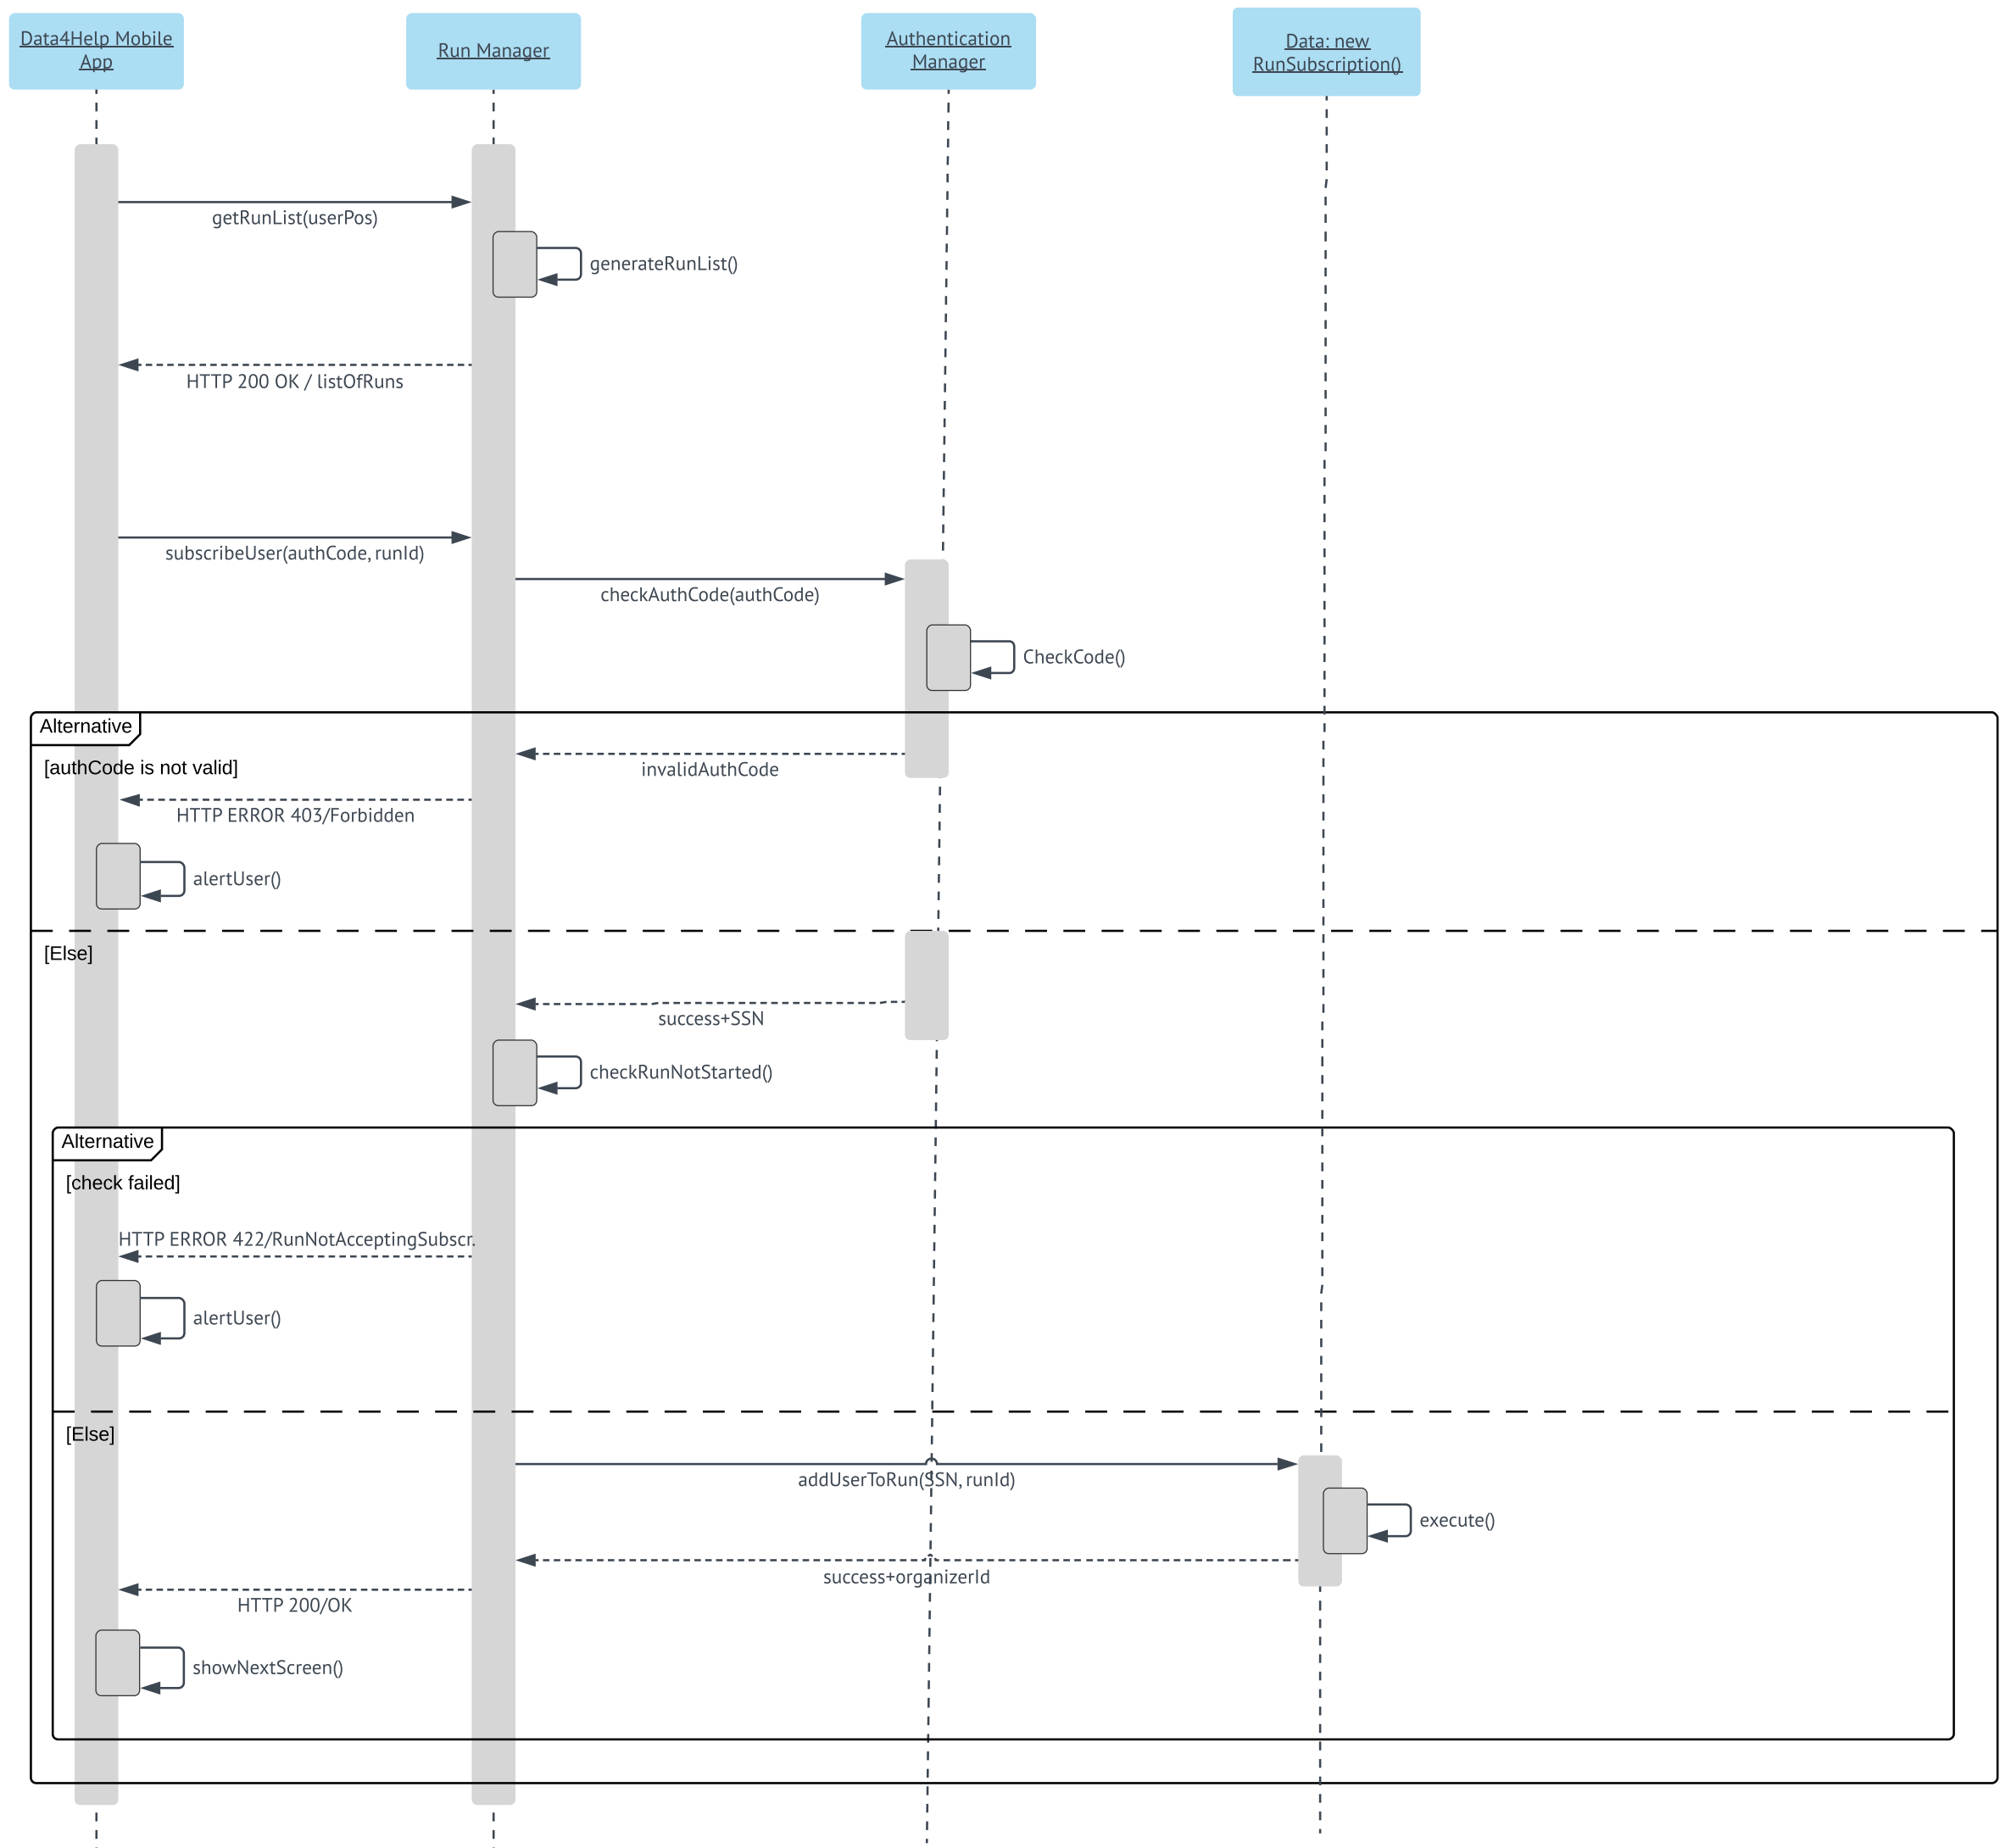 Data4Help Mobile
App
Run Manager
Authentication
Manager
Data: new
RunSubscription()
getRunList(userPos)
generateRunList()
HTTP 200 OK / listOfRuns
subscribeUser(authCode, runId)
checkAuthCode(authCode)
CheckCode()
Alternative
[authCode is not valid]
invalidAuthCode
HTTP ERROR 403/Forbidden
alertUser()
[Else]
success+SSN
checkRunNotStarted()
Alternative
[check failed]
HTTP ERROR 422/RunNotAcceptingSubscr.
alertUser()
[Else]
addUserToRun(SSN, runId)
execute()
success+organizerId
HTTP 200/OK
showNextScreen()